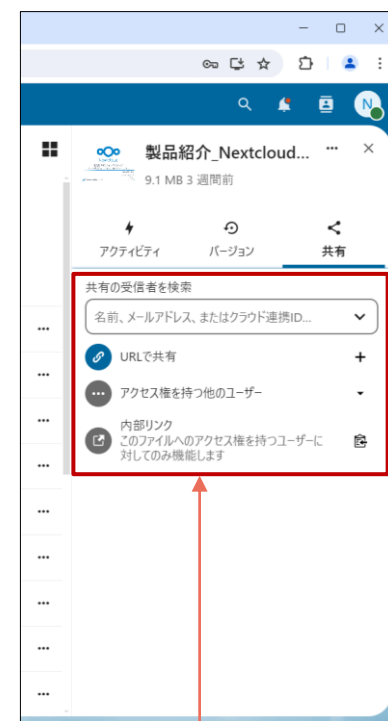 N
製品紹介_Nextcloud...
9.1 MB 3 週間前
アクティビティ
バージョン
共有
共有の受信者を検索
名前、メールアドレス、またはクラウド連携ID...
URLで共有
アクセス権を持つ他のユーザー
内部リンク
このファイルへのアクセス権を持つユーザーに
対してのみ機能します